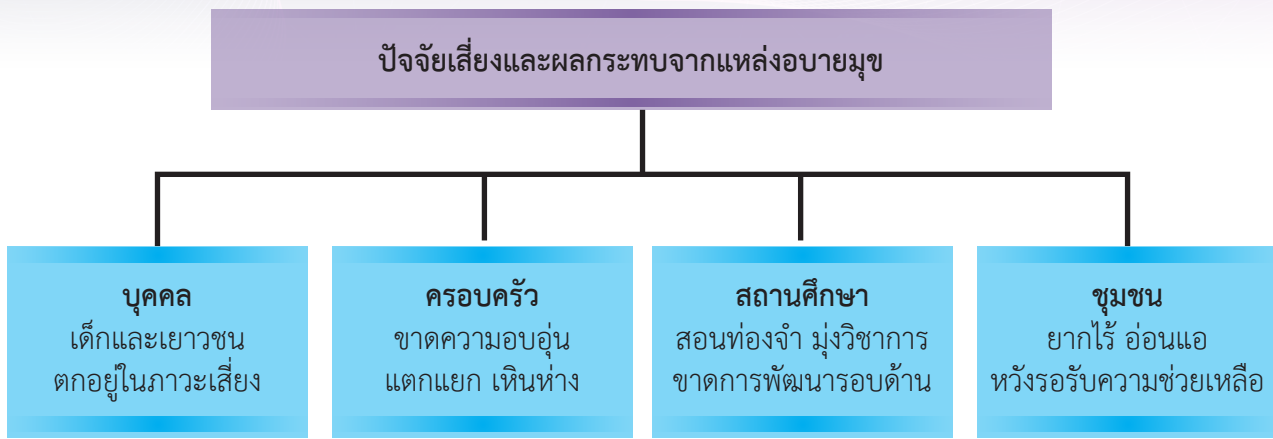 ปัจจัยเสี่ยงและผลกระทบจากแหล่งอบายมุข
บุคคล
เด็กและเยาวชน
ตกอยู่ในภาวะเสี่ยง
ครอบครัว
ขาดความอบอุ่น
แตกแยก เหินห่าง
สถานศึกษา
สอนท่องจำ มุ่งวิชาการ
ขาดการพัฒนารอบด้าน
ชุมชน
ยากไร้ อ่อนแอ
หวังรอรับความช่วยเหลือ